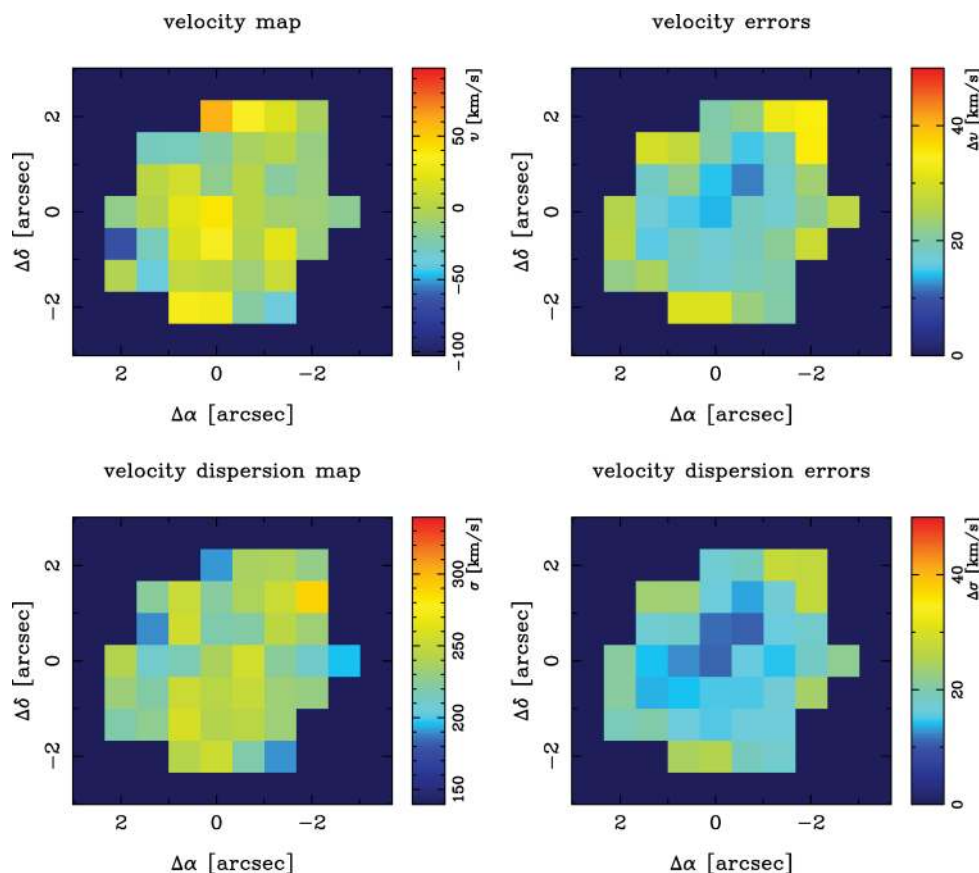 velocity map
velocity errors
Δδ [arcsec]
2
0
−2
2
0
−2
Δα [arcsec]
υ [km/s]
50
0
−50
−100
Δδ [arcsec]
2
0
−2
2
0
−2
Δα [arcsec]
Δυ [km/s]
40
20
0
velocity dispersion map
velocity dispersion errors
Δδ [arcsec]
2
0
−2
2
0
−2
Δα [arcsec]
σ [km/s]
300
250
200
150
Δδ [arcsec]
2
0
−2
2
0
−2
Δα [arcsec]
Δσ [km/s]
40
20
0